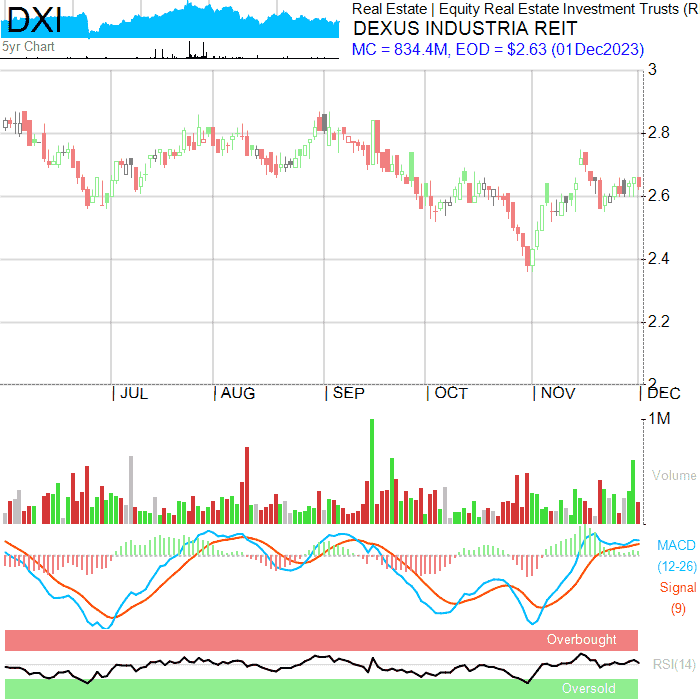 DXI
5yr Chart
Real Estate | Equity Real Estate Investment Trusts (R
DEXUS INDUSTRIA REIT
MC = 834.4M, EOD = $2.63 (01Dec2023)
3
2.8
2.6
2.4
2.2
2
| JUL | AUG | SEP | OCT | NOV | DEC
1M
Volume
MACD
(12-26)
Signal
(9)
Overbought
RSI(14)
Oversold